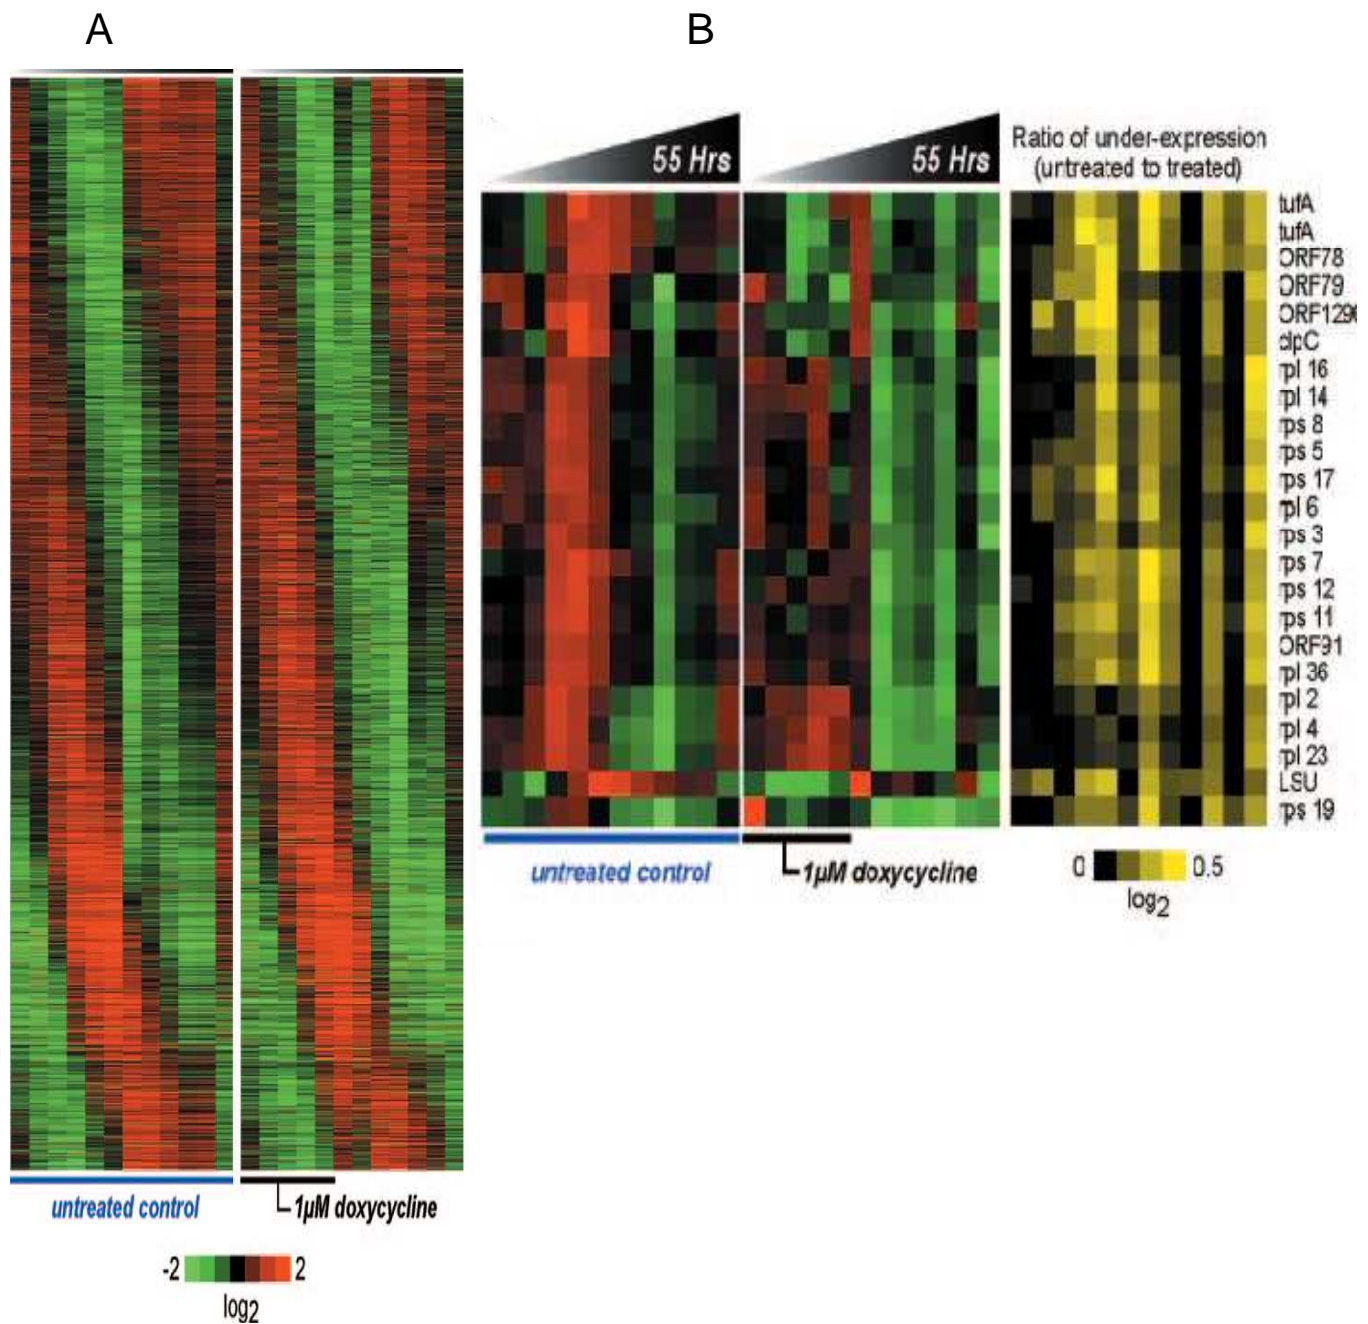 A
B
55 Hrs
55 Hrs
Ratio of under-expression
(untreated to treated)
tufA
tufA
ORF78
ORF79
ORF129
clpC
rpl 16
rpl 14
rps 8
rps 5
rps 17
rpl 6
rps 3
rps 7
rps 12
rps 11
ORF91
rpl 36
rpl 2
rpl 4
rpl 23
LSU
rps 19
untreated control
1µM doxycycline
0
0.5
log2
untreated control
1µM doxycycline
-2
2
log2